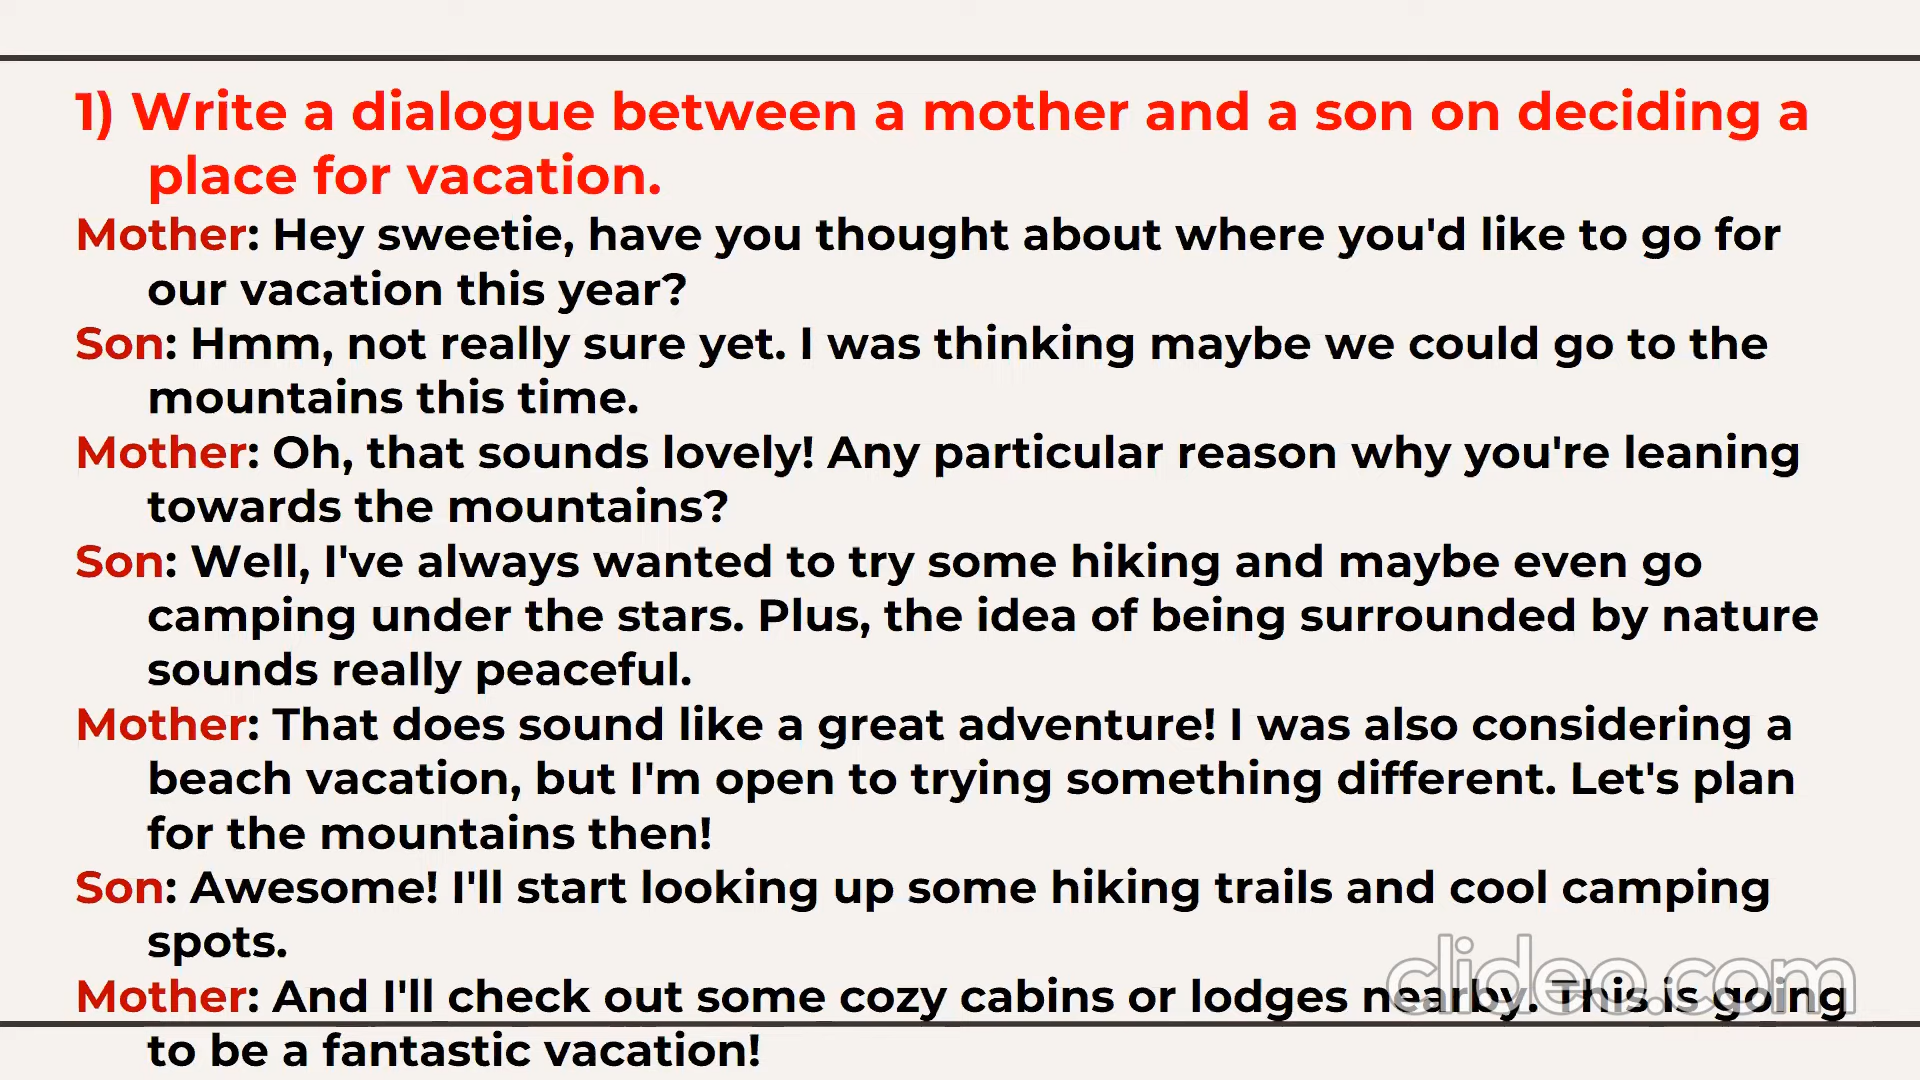 1) Write a dialogue between a mother and a son on deciding a
place for vacation.
Mother: Hey sweetie, have you thought about where you'd like to go for
our vacation this year?
Son: Hmm, not really sure yet. I was thinking maybe we could go to the
mountains this time.
Mother: Oh, that sounds lovely! Any particular reason why you're leaning
towards the mountains?
Son: Well, I've always wanted to try some hiking and maybe even go
camping under the stars. Plus, the idea of being surrounded by nature
sounds really peaceful.
Mother: That does sound like a great adventure! I was also considering a
beach vacation, but I'm open to trying something different. Let's plan
for the mountains then!
Son: Awesome! I'll start looking up some hiking trails and cool camping
spots.
clideo.com
Mother: And I'll check out some cozy cabins or lodges nearby. This is going
to be a fantastic vacation!